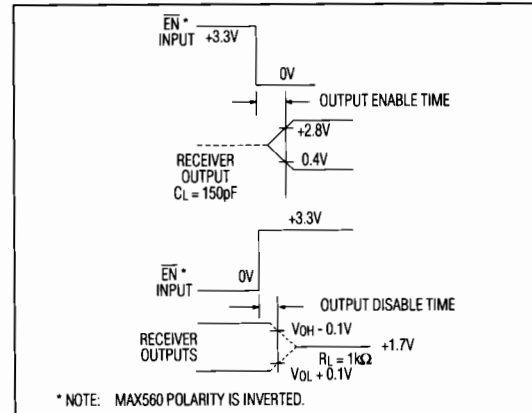 EN *
INPUT
+3.3V
0V
OUTPUT ENABLE TIME
+2.8V
0.4V
RECEIVER
OUTPUT
CL = 150pF
+3.3V
EN *
INPUT
0V
OUTPUT DISABLE TIME
RECEIVER
OUTPUTS
VOH - 0.1V
+1.7V
RL = 1kΩ
VOL + 0.1V
* NOTE: MAX560 POLARITY IS INVERTED.